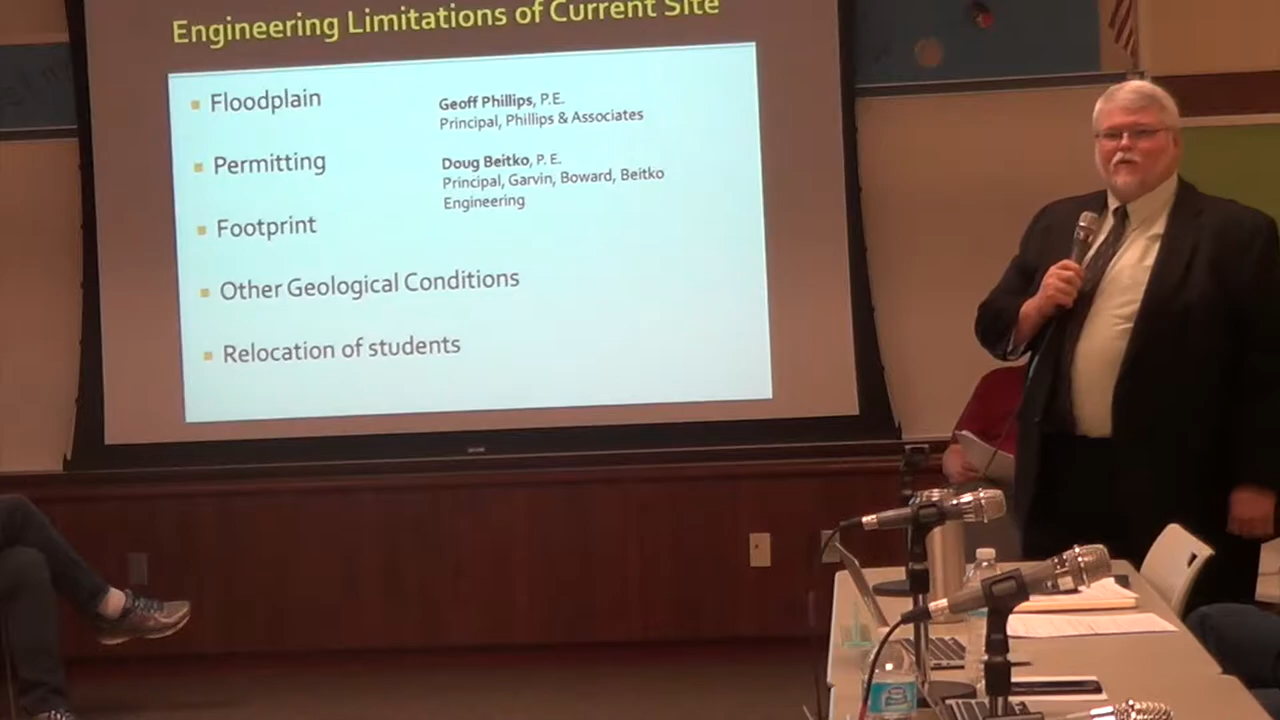 Engineering Limitations of Current Site
Floodplain
Permitting
Footprint
Other Geological Conditions
Relocation of students
Geoff Phillips, P.E.
Principal, Phillips & Associates
Doug Beitko, P.E.
Principal, Garvin, Boward, Beitko
Engineering